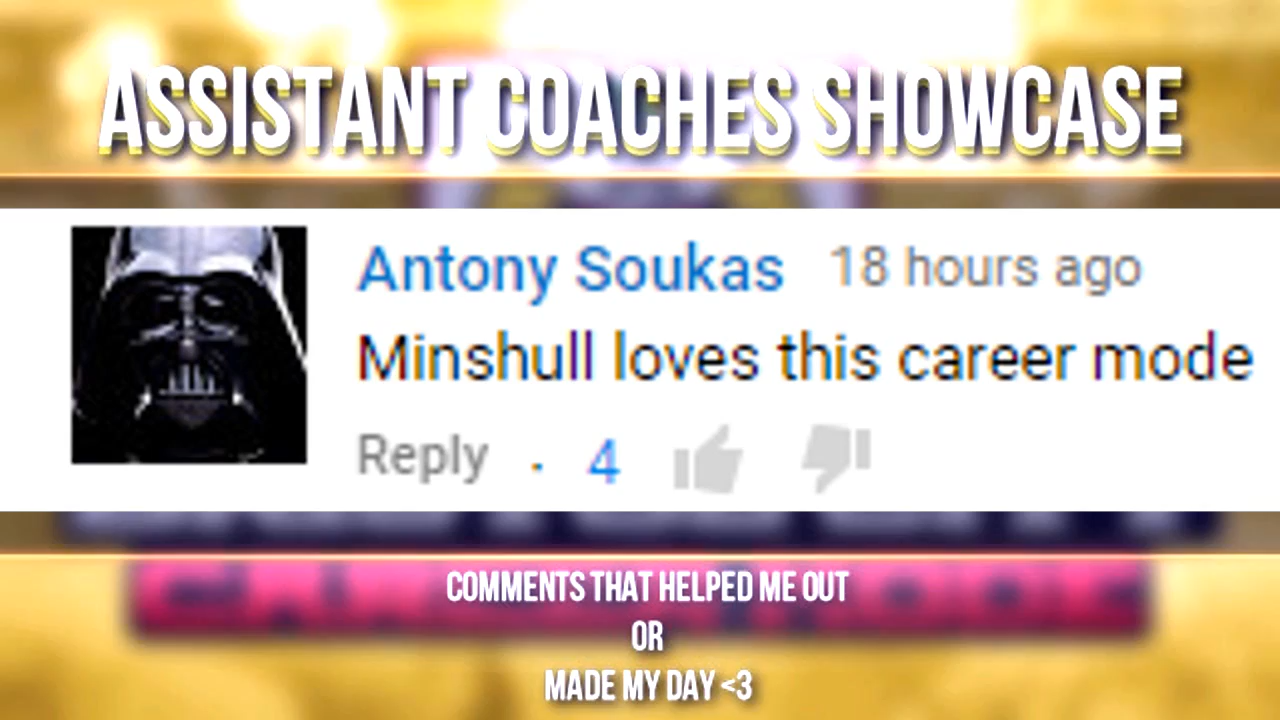 ASSISTANT COACHES SHOWCASE
Antony Soukas 18 hours ago
Minshull loves this career mode
Reply · 4
COMMENTS THAT HELPED ME OUT
OR
MADE MY DAY <3